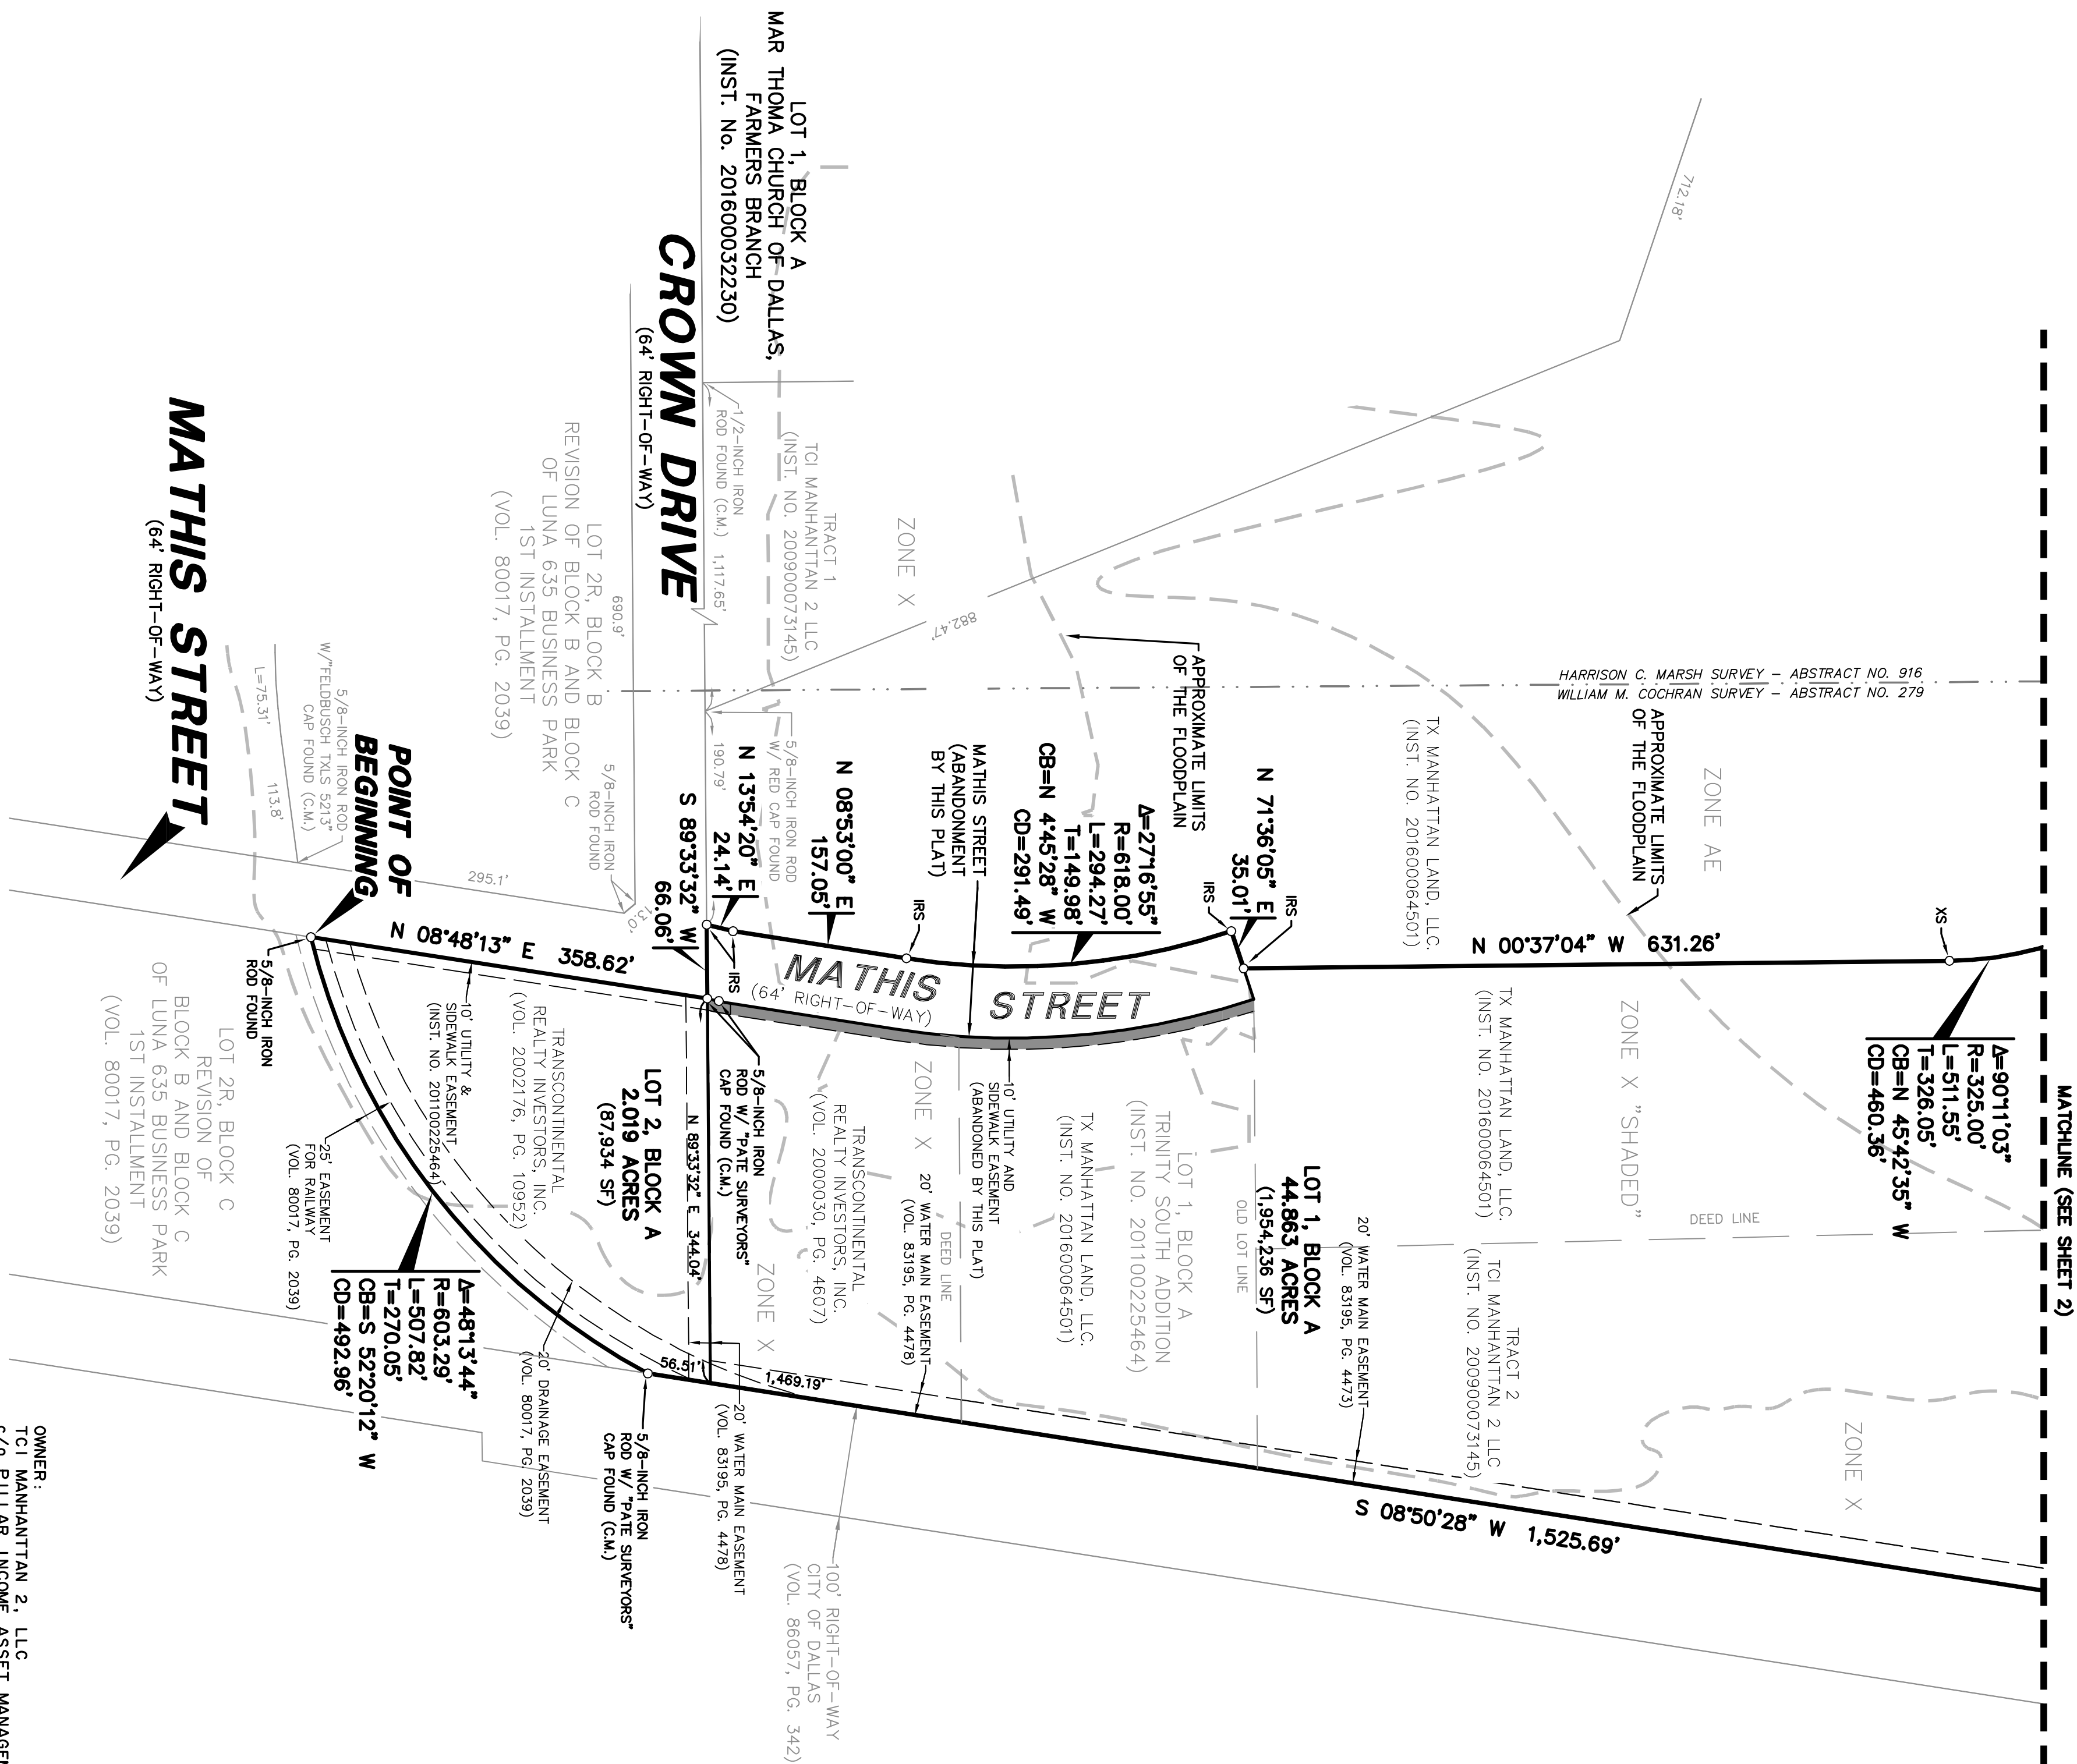 MATCHLINE (SEE SHEET 2)
712.18'
HARRISON C. MARSH SURVEY - ABSTRACT NO. 916
WILLIAM M. COCHRAN SURVEY - ABSTRACT NO. 279
Δ=90°11'03"
R=325.00'
L=511.55'
T=326.05'
CB=N 45°42'35" W
CD=460.36'
XS
ZONE AE
APPROXIMATE LIMITS
OF THE FLOODPLAIN
N 00°37'04" W 631.26'
ZONE X "SHADED"
DEED LINE
ZONE X
TX MANHATTAN LAND, LLC.
(INST. NO. 201600064501)
TX MANHATTAN LAND, LLC.
(INST. NO. 201600064501)
TRACT 2
TCI MANHANTTAN 2 LLC
(INST. NO. 200900073145)
S 08°50'28" W 1,525.69'
20' WATER MAIN EASEMENT
(VOL. 83195, PG. 4473)
LOT 1, BLOCK A
44.863 ACRES
(1,954,236 SF)
OLD LOT LINE
N 71°36'05" E
35.01'
IRS
IRS
APPROXIMATE LIMITS
OF THE FLOODPLAIN
LOT 1, BLOCK A
TRINITY SOUTH ADDITION
(INST. NO. 201100225464)
Δ=27°16'55"
R=618.00'
L=294.27'
T=149.98'
CB=N 4°45'28" W
CD=291.49'
TX MANHATTAN LAND, LLC.
(INST. NO. 201600064501)
882.47'
MATHIS STREET
(ABANDONMENT
BY THIS PLAT)
MATHIS STREET
(64' RIGHT-OF-WAY)
10' UTILITY AND
SIDEWALK EASEMENT
(ABANDONED BY THIS PLAT)
DEED LINE
20' WATER MAIN EASEMENT
(VOL. 83195, PG. 4478)
ZONE X
IRS
ZONE X
N 08°53'00" E
157.05'
TRANSCONTINENTAL
REALTY INVESTORS, INC.
(VOL. 2000030, PG. 4607)
TRACT 1
TCI MANHANTTAN 2 LLC
(INST. NO. 200900073145)
LOT 1, BLOCK A
MAR THOMA CHURCH OF DALLAS,
FARMERS BRANCH
(INST. No. 201600032230)
1/2-INCH IRON
ROD FOUND (C.M.)
1,117.65'
5/8-INCH IRON ROD
W/ RED CAP FOUND
190.79'
N 13°54'20" E
24.14'
S 89°33'32" W
66.06'
IRS
5/8-INCH IRON
ROD W/ "PATE SURVEYORS"
CAP FOUND (C.M.)
ZONE X
1,469.19'
100' RIGHT-OF-WAY
CITY OF DALLAS
(VOL. 86057, PG. 342)
20' WATER MAIN EASEMENT
(VOL. 83195, PG. 4478)
CROWN DRIVE
(64' RIGHT-OF-WAY)
N 89°33'32" E 344.04'
56.51'
LOT 2, BLOCK A
2.019 ACRES
(87,934 SF)
5/8-INCH IRON
ROD W/ "PATE SURVEYORS"
CAP FOUND (C.M.)
690.9'
13.0'
5/8-INCH IRON
ROD FOUND
LOT 2R, BLOCK B
REVISION OF BLOCK B AND BLOCK C
OF LUNA 635 BUSINESS PARK
1ST INSTALLMENT
(VOL. 80017, PG. 2039)
TRANSCONTINENTAL
REALTY INVESTORS, INC.
(VOL. 2002176, PG. 10952)
20' DRAINAGE EASEMENT
(VOL. 80017, PG. 2039)
295.1'
N 08°48'13" E 358.62'
10' UTILITY &
SIDEWALK EASEMENT
(INST. NO. 201100225464)
Δ=48°13'44"
R=603.29'
L=507.82'
T=270.05'
CB=S 52°20'12" W
CD=492.96'
POINT OF
BEGINNING
5/8-INCH IRON ROD
W/"FELDBUSCH TXLS 5213"
CAP FOUND (C.M.)
25' EASEMENT
FOR RAILWAY
(VOL. 80017, PG. 2039)
L=75.31'
113.8'
5/8-INCH IRON
ROD FOUND
LOT 2R, BLOCK C
REVISION OF
BLOCK B AND BLOCK C
OF LUNA 635 BUSINESS PARK
1ST INSTALLMENT
(VOL. 80017, PG. 2039)
MATHIS STREET
(64' RIGHT-OF-WAY)
OWNER:
TCI MANHANTTAN 2, LLC
C/O PILLAR INCOME ASSET